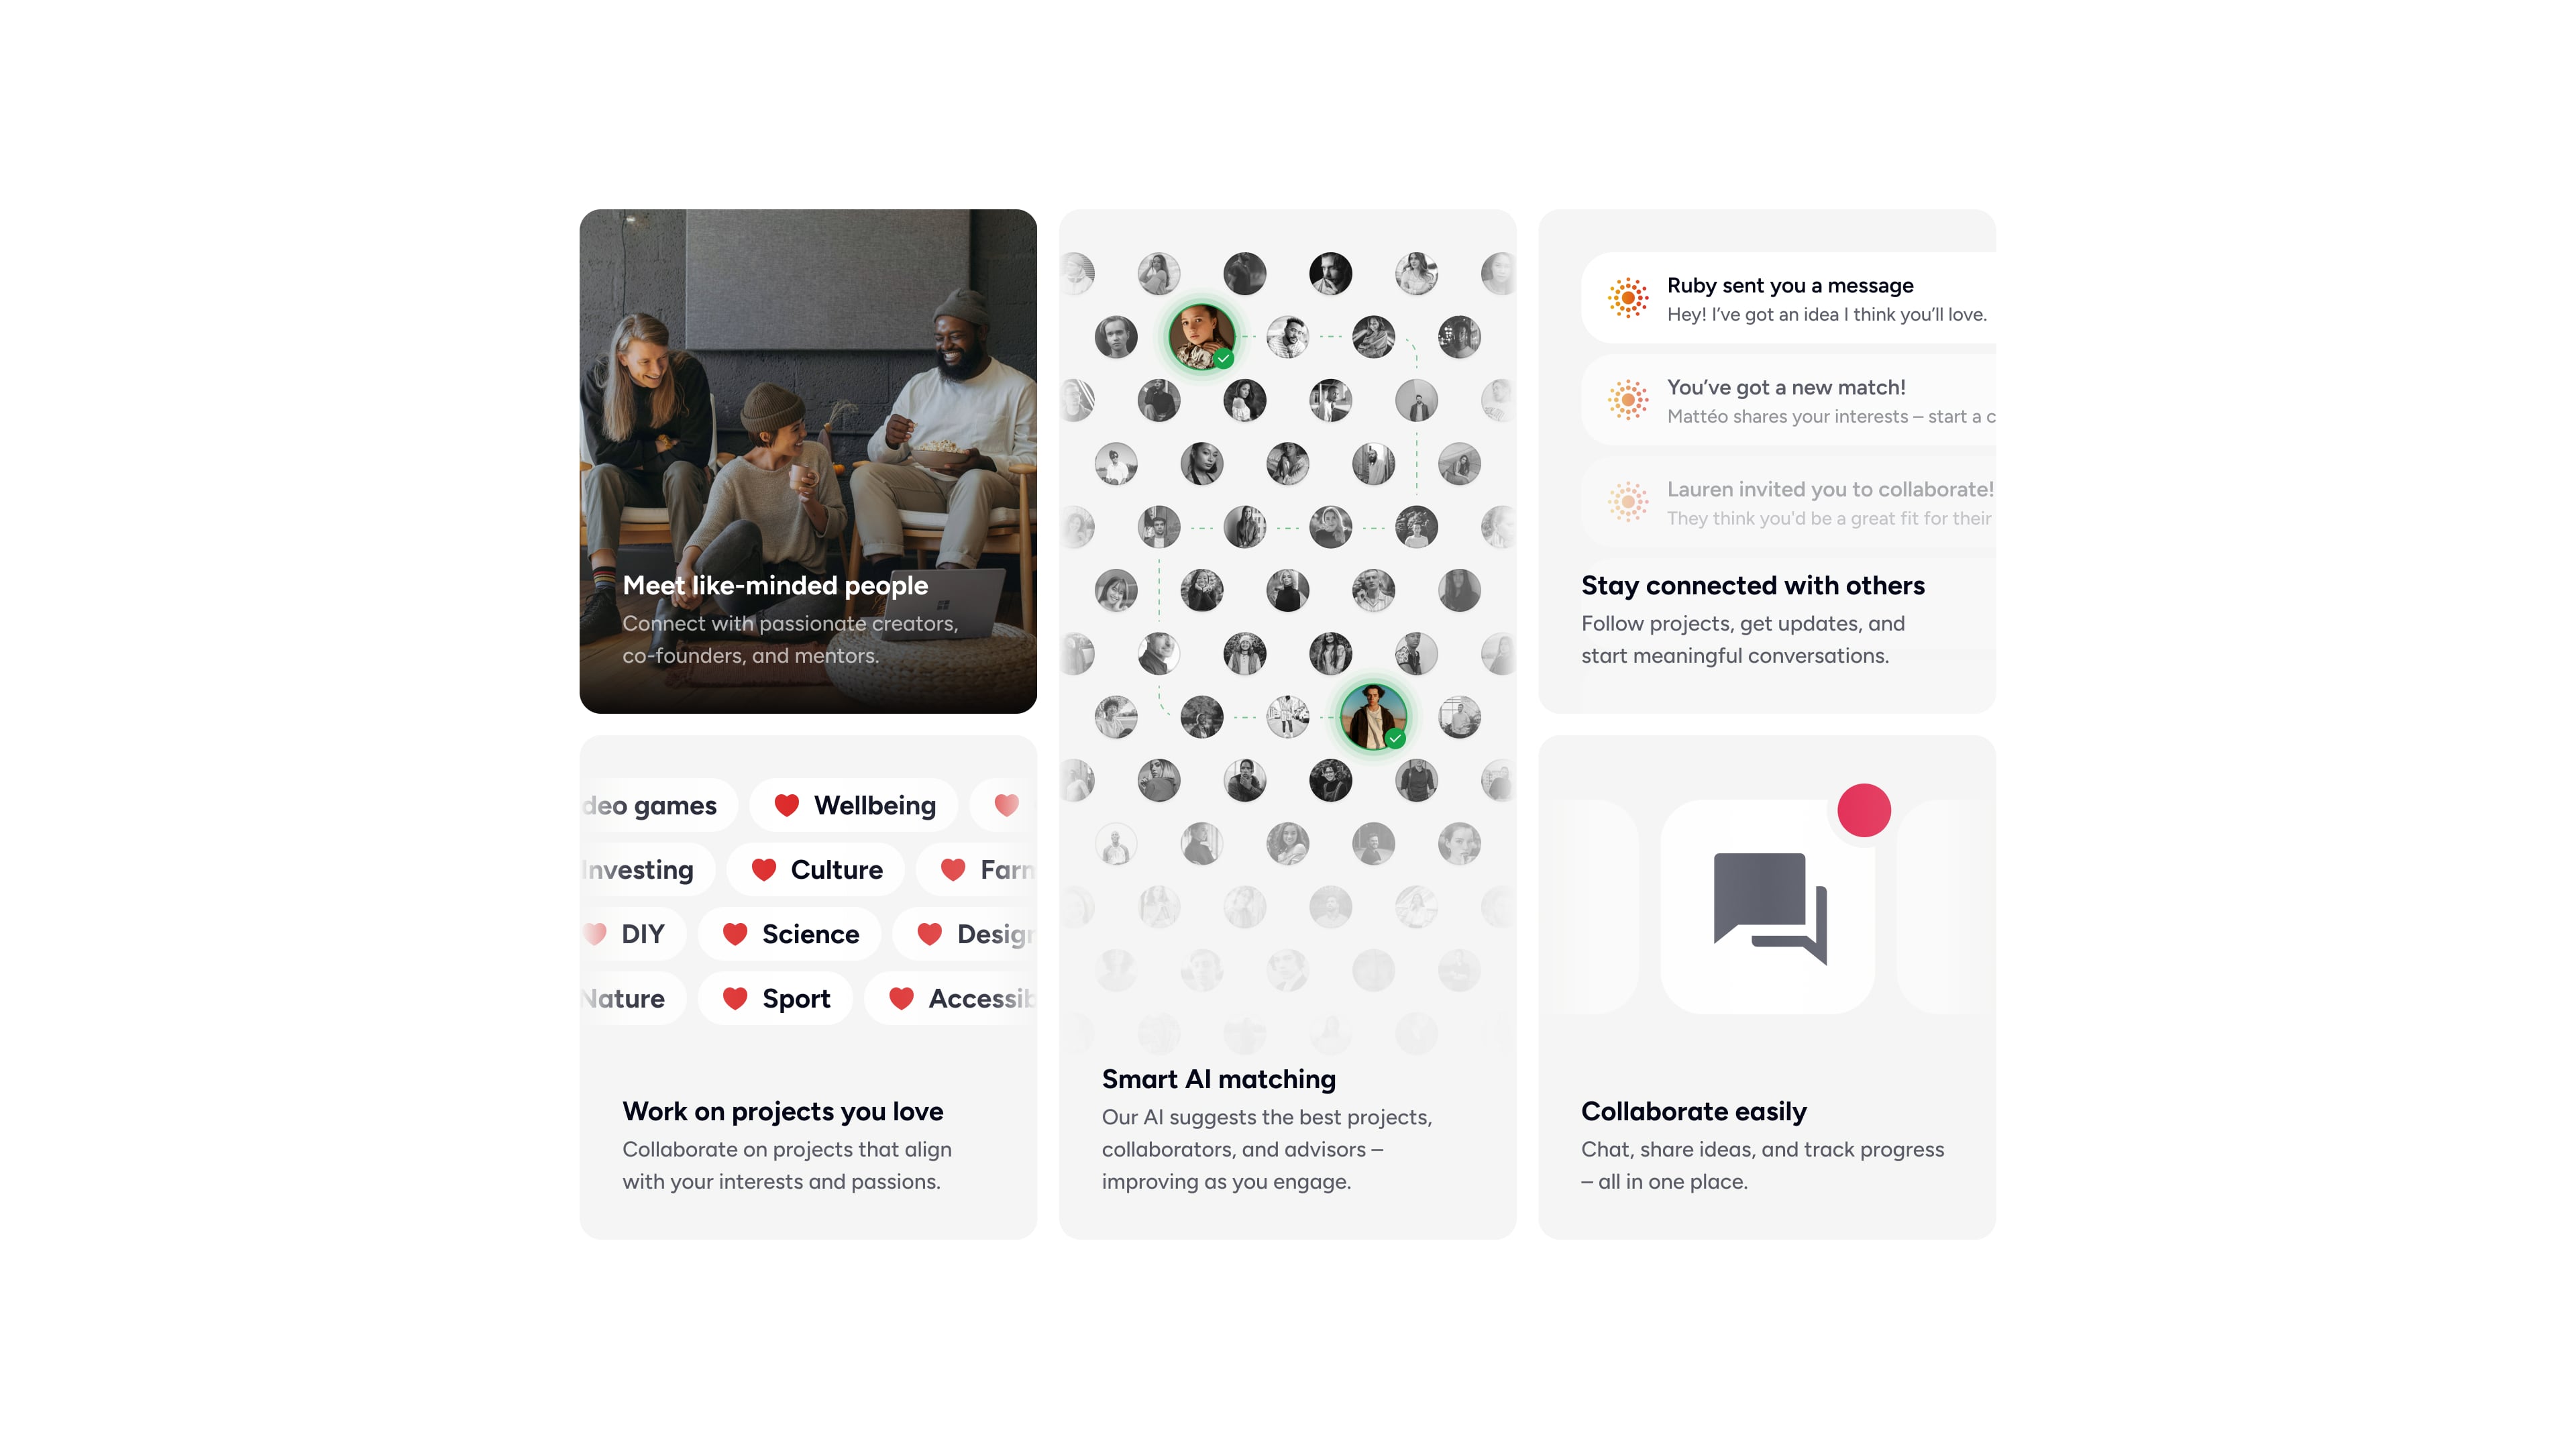 Meet like-minded people
Connect with passionate creators,
co-founders, and mentors.
deo games
Wellbeing
Investing
Culture
Farn
DIY
Science
Design
Nature
Sport
Accessib
Work on projects you love
Collaborate on projects that align
with your interests and passions.
Smart AI matching
Our AI suggests the best projects,
collaborators, and advisors –
improving as you engage.
Ruby sent you a message
Hey! I’ve got an idea I think you’ll love.
You’ve got a new match!
Mattéo shares your interests – start a c
Lauren invited you to collaborate!
They think you'd be a great fit for their
Stay connected with others
Follow projects, get updates, and
start meaningful conversations.
Collaborate easily
Chat, share ideas, and track progress
– all in one place.